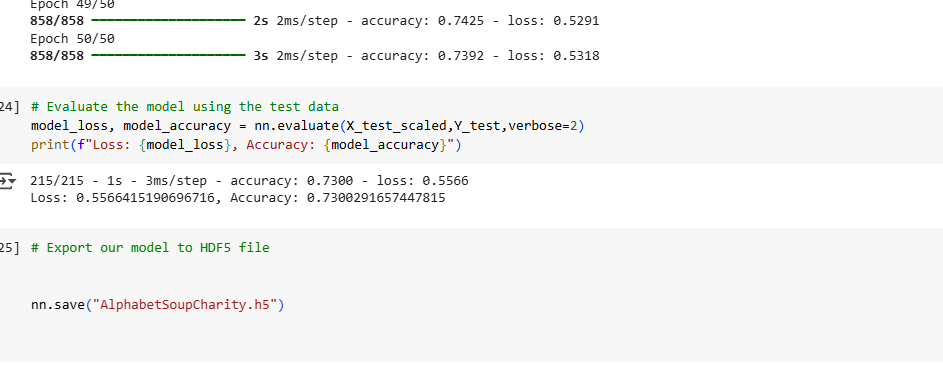 Epoch 49/50
858/858 ━━━━━━━━━━━━━━━━━━━━ 2s 2ms/step - accuracy: 0.7425 - loss: 0.5291
Epoch 50/50
858/858 ━━━━━━━━━━━━━━━━━━━━ 3s 2ms/step - accuracy: 0.7392 - loss: 0.5318
24] # Evaluate the model using the test data
model_loss, model_accuracy = nn.evaluate(X_test_scaled,Y_test,verbose=2)
print(f"Loss: {model_loss}, Accuracy: {model_accuracy}")
215/215 - 1s - 3ms/step - accuracy: 0.7300 - loss: 0.5566
Loss: 0.5566415190696716, Accuracy: 0.7300291657447815
25] # Export our model to HDF5 file
nn.save("AlphabetSoupCharity.h5")